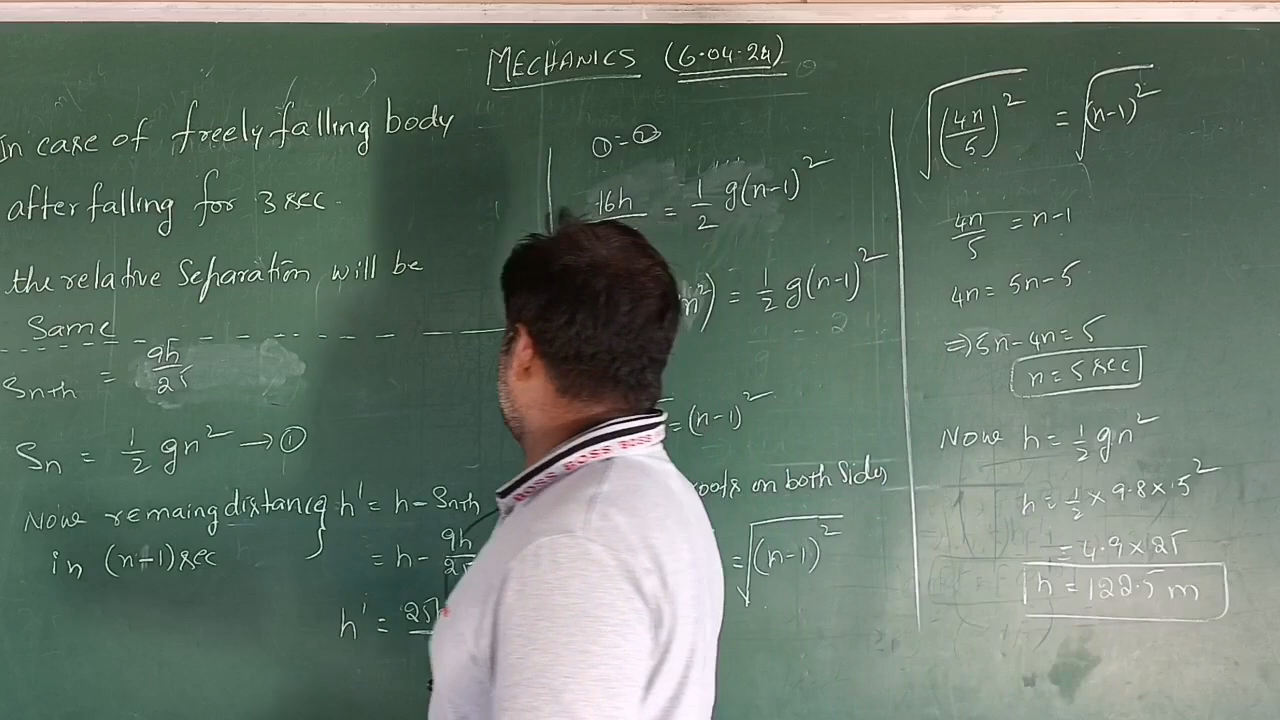 MECHANICS (6.04.24)
In case of freely falling body
after falling for 3 sec.
the relative separation, will be
Same
Snth = 9h/25
Sn = 1/2 gn² → ①
Now remaing distance h' = h - Snth
in (n-1) sec
= h - 9h/25
h' = 25h
① = ②
16h = 1/2 g(n-1)²
n²) = 1/2 g(n-1)²
= (n-1)²
roots on both sides
= √(n-1)²
√(4n/5)² = √(n-1)²
4n/5 = n-1
4n = 5n-5
⇒ 5n-4n = 5
n = 5 sec
Now h = 1/2 gn²
h = 1/2 × 9.8 × 5²
= 4.9 × 25
h = 122.5 m
BOSS BOSS